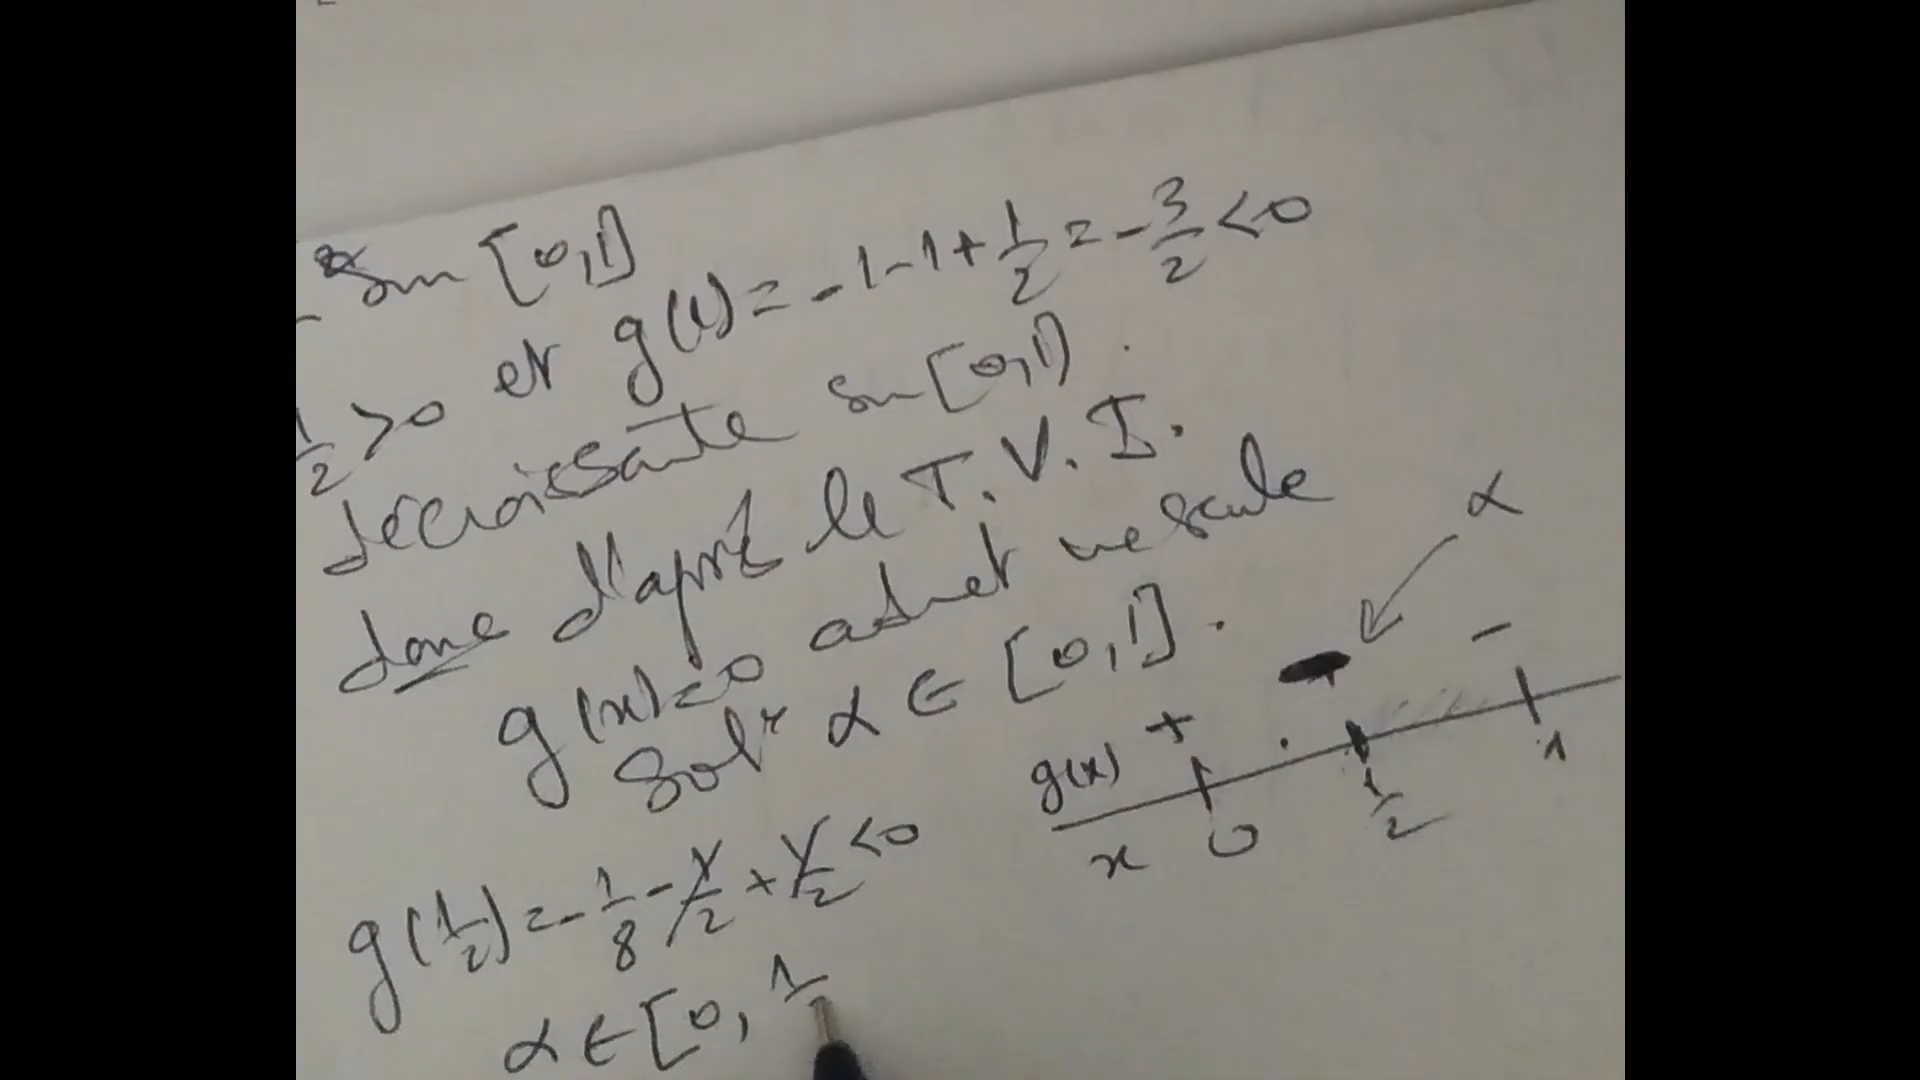 sur [0,1]
1/2 > 0 et g(1) = -1-1+1/2 = -3/2 < 0
décroissante sur [0,1].
donc d'après le T.V.I.
g(x)=0 admet une seule
solº α ∈ [0,1].
α
g(x) + . -
x 0 1/2 1
g(1/2) = -1/8 - 1/2 + 1/2 < 0
α ∈ [0, 1